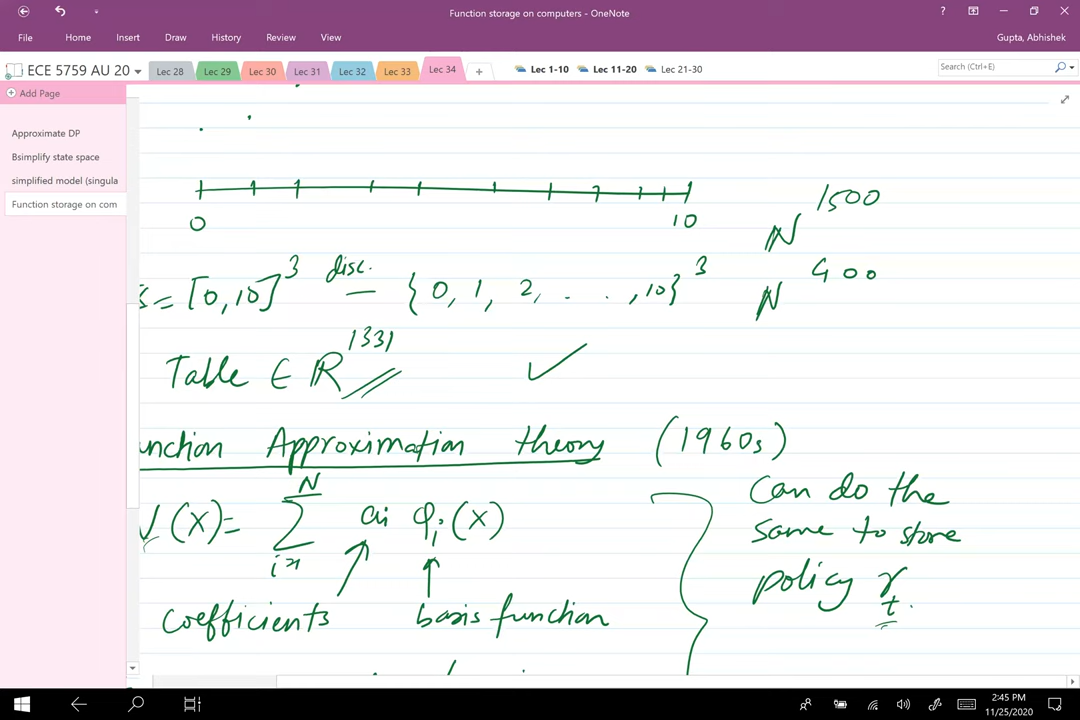 Function storage on computers - OneNote
Gupta, Abhishek
File Home Insert Draw History Review View
ECE 5759 AU 20
Lec 28 Lec 29 Lec 30 Lec 31 Lec 32 Lec 33 Lec 34
Lec 1-10 Lec 11-20 Lec 21-30
Search (Ctrl+E)
Add Page
Approximate DP
Bsimplify state space
simplified model (singula
Function storage on com
0 10
S = [0, 10]^3 disc. {0, 1, 2, . . . , 10}^3
N 1500
N 400
Table ∈ R^1331 ✓
unction Approximation theory (1960s)
V(x) = ∑ N ai φi(x)
coefficients basis function
Can do the
same to store
policy γt.
2:45 PM
11/25/2020